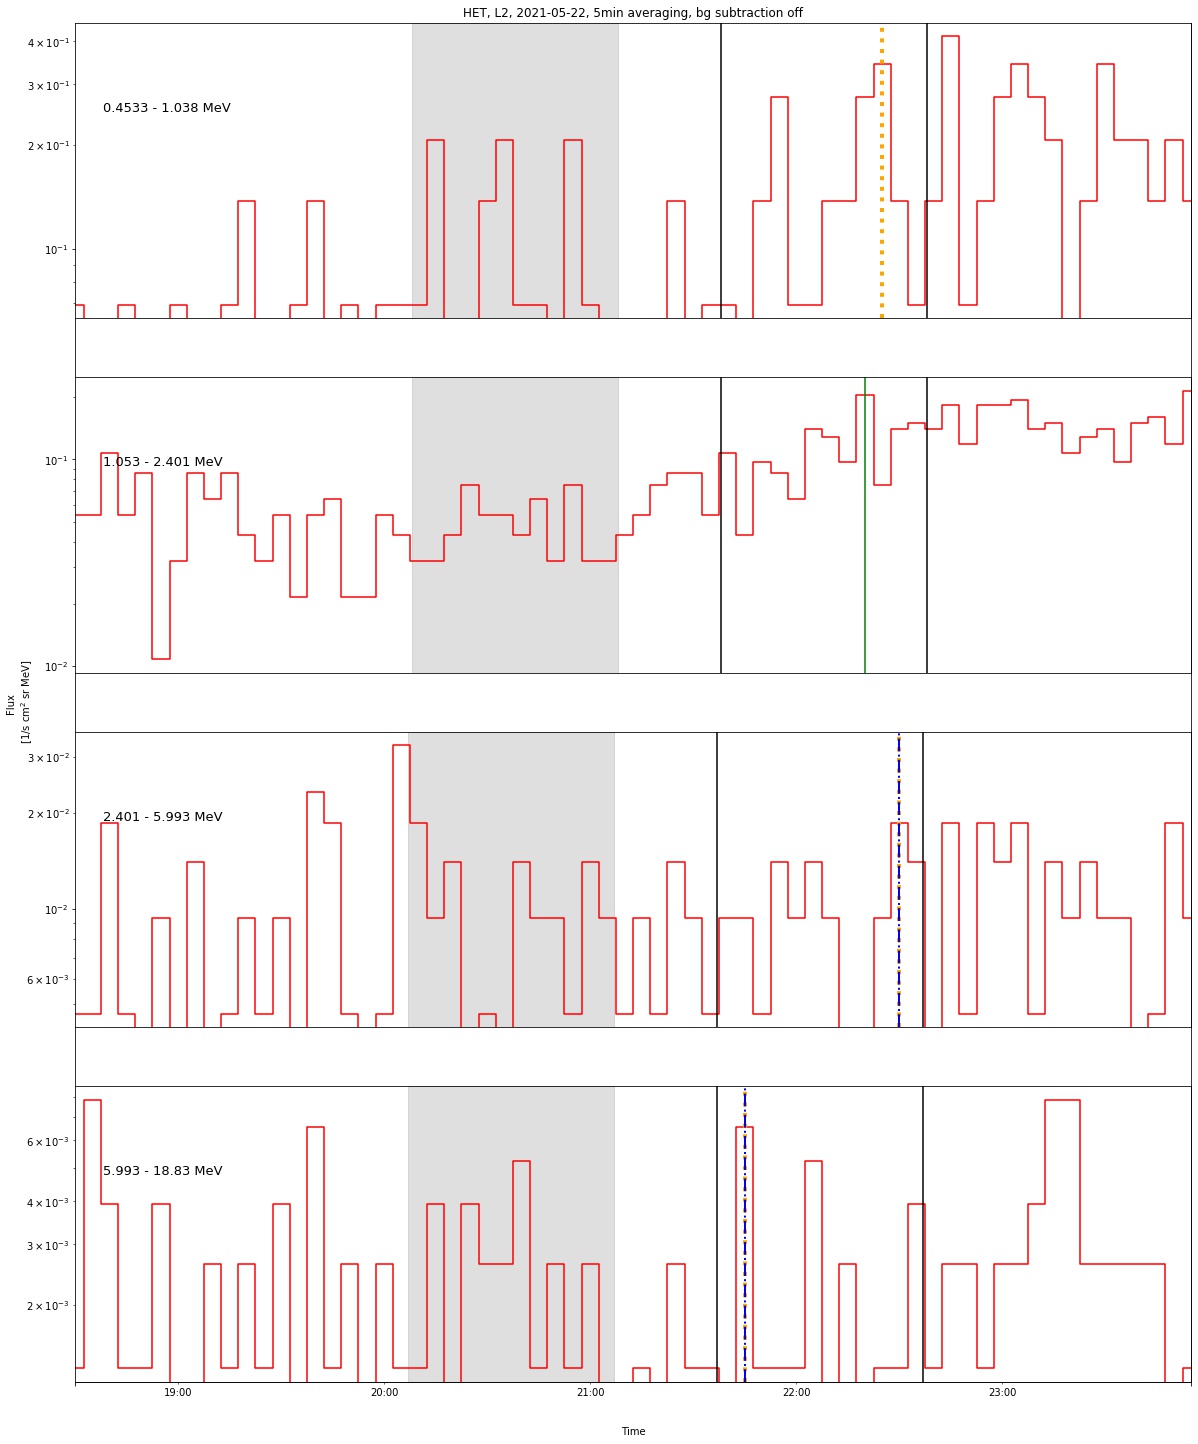 HET, L2, 2021-05-22, 5min averaging, bg subtraction off
4 × 10⁻¹
3 × 10⁻¹
0.4533 - 1.038 MeV
2 × 10⁻¹
10⁻¹
10⁻¹
1.053 - 2.401 MeV
10⁻²
Flux
[1/s cm² sr MeV]
3 × 10⁻²
2 × 10⁻²
2.401 - 5.993 MeV
10⁻²
6 × 10⁻³
6 × 10⁻³
5.993 - 18.83 MeV
4 × 10⁻³
3 × 10⁻³
2 × 10⁻³
19:00 20:00 21:00 22:00 23:00
Time